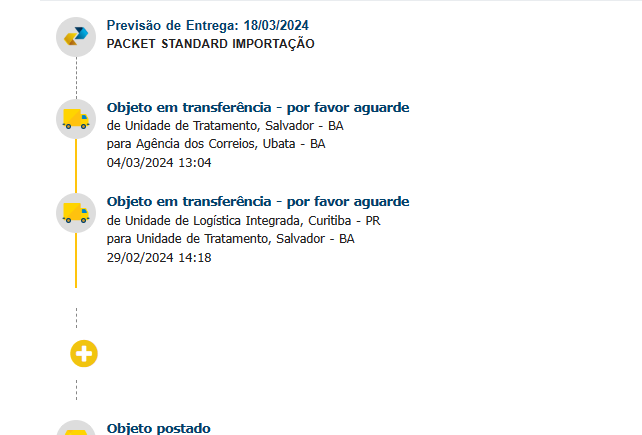 Previsão de Entrega: 18/03/2024
PACKET STANDARD IMPORTAÇÃO
Objeto em transferência - por favor aguarde
de Unidade de Tratamento, Salvador - BA
para Agência dos Correios, Ubata - BA
04/03/2024 13:04
Objeto em transferência - por favor aguarde
de Unidade de Logística Integrada, Curitiba - PR
para Unidade de Tratamento, Salvador - BA
29/02/2024 14:18
Objeto postado